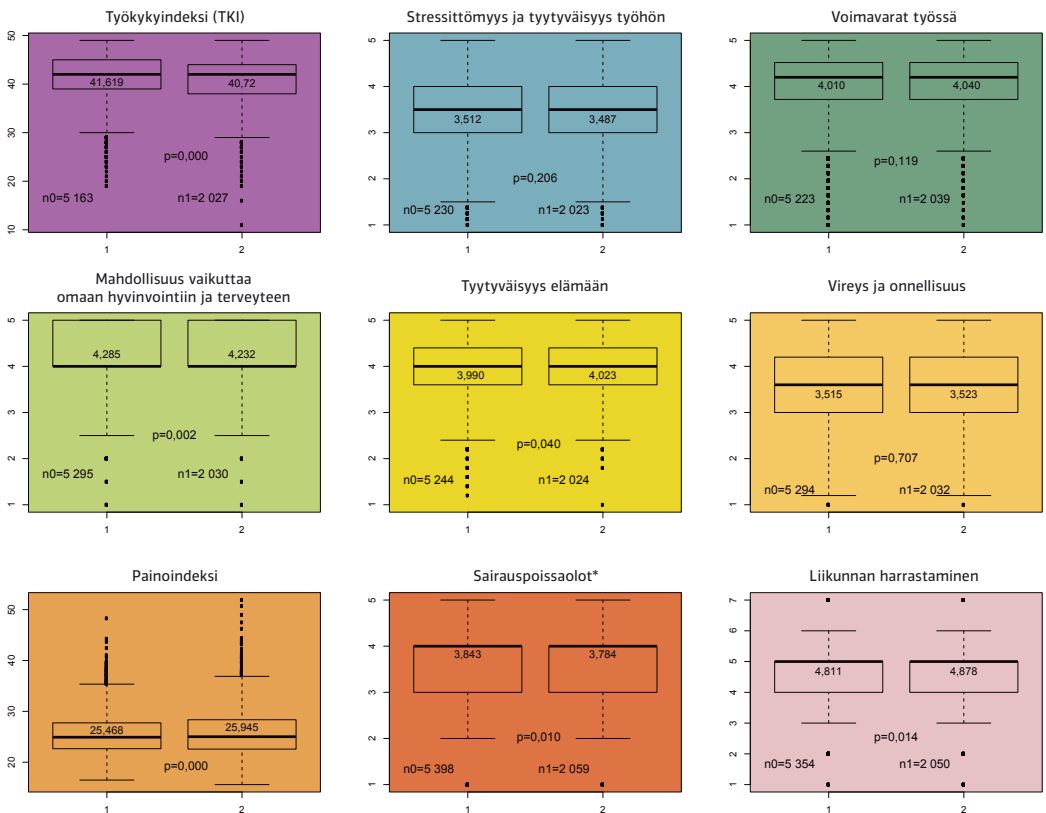 Työkykyindeksi (TKI)
50
40
30
20
10
41,619
40,72
p=0,000
n0=5 163
n1=2 027
1
2
Stressittömyys ja tyytyväisyys työhön
5
4
3
2
1
3,512
3,487
p=0,206
n0=5 230
n1=2 023
1
2
Voimavarat työssä
5
4
3
2
1
4,010
4,040
p=0,119
n0=5 223
n1=2 039
1
2
Mahdollisuus vaikuttaa
omaan hyvinvointiin ja terveyteen
5
4
3
2
1
4,285
4,232
p=0,002
n0=5 295
n1=2 030
1
2
Tyytyväisyys elämään
5
4
3
2
1
3,990
4,023
p=0,040
n0=5 244
n1=2 024
1
2
Vireys ja onnellisuus
5
4
3
2
1
3,515
3,523
p=0,707
n0=5 294
n1=2 032
1
2
Painoindeksi
50
40
30
20
25,468
25,945
p=0,000
1
2
Sairauspoissaolot*
5
4
3
2
1
3,843
3,784
p=0,010
n0=5 398
n1=2 059
1
2
Liikunnan harrastaminen
7
6
5
4
3
2
1
4,811
4,878
p=0,014
n0=5 354
n1=2 050
1
2